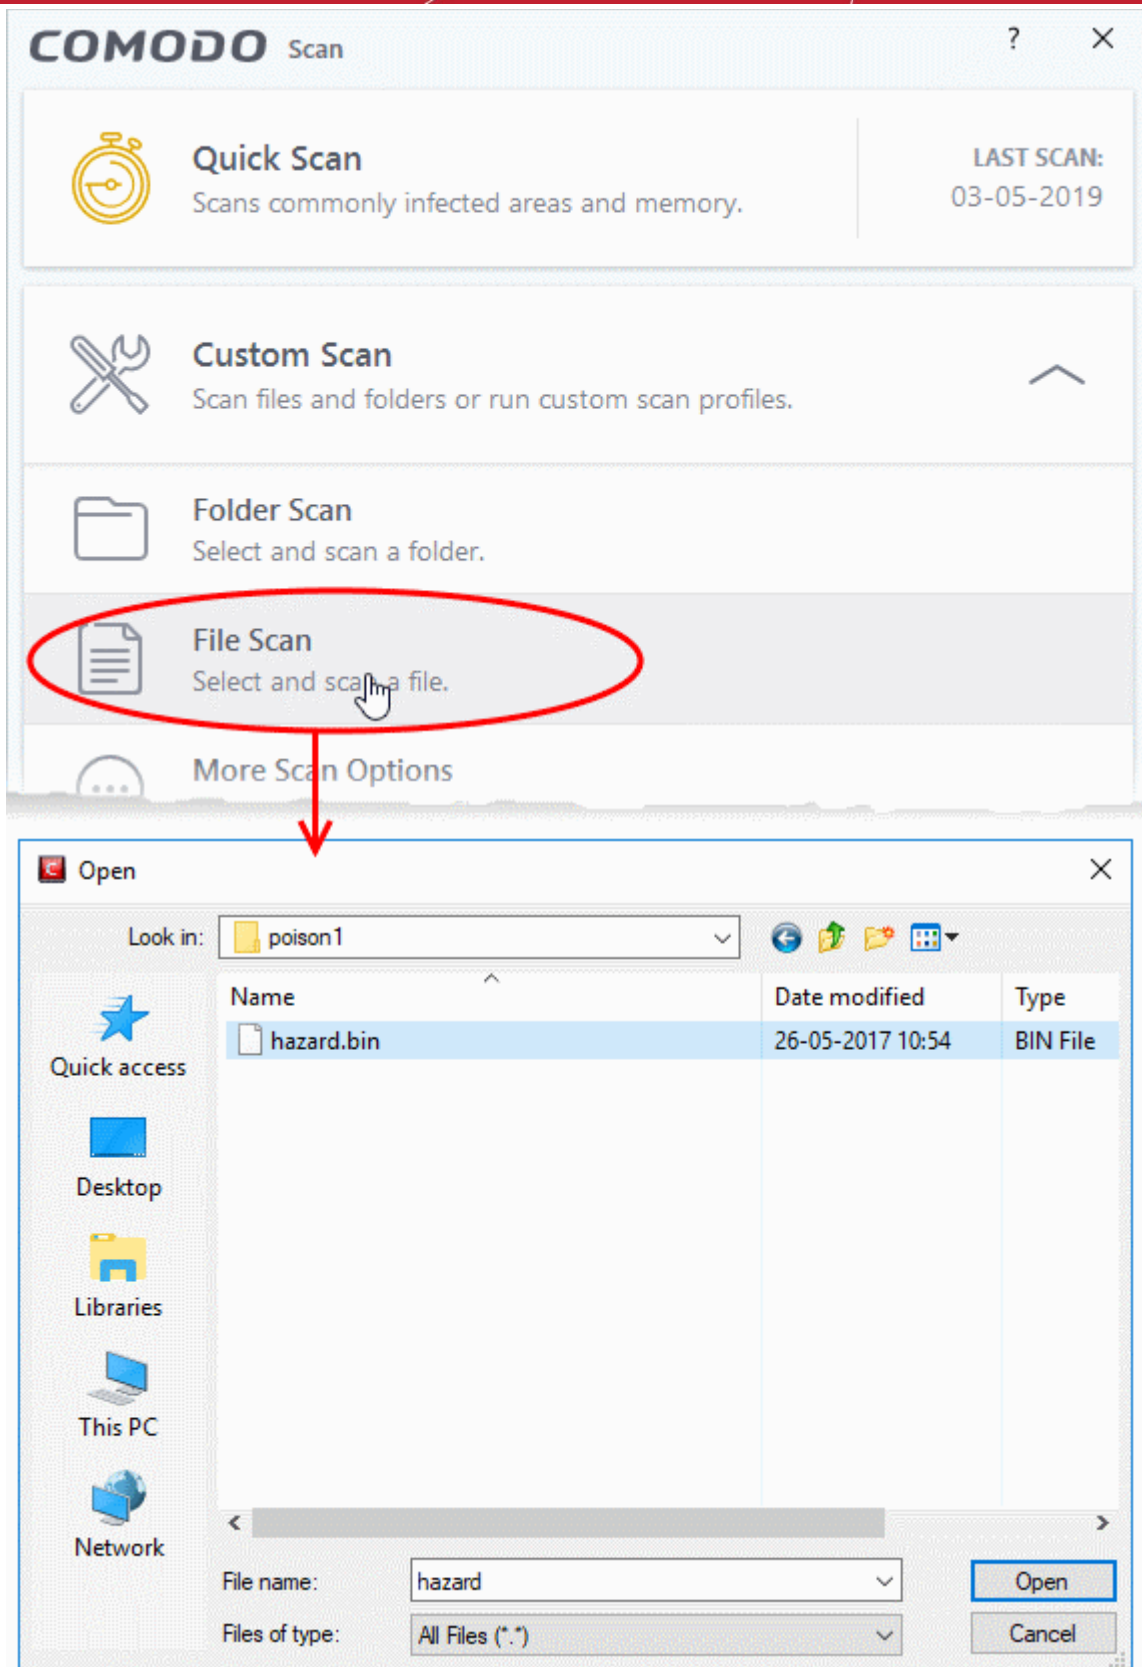 COMODO Scan ?
Quick Scan
Scans commonly infected areas and memory.
LAST SCAN:
03-05-2019
Custom Scan
Scan files and folders or run custom scan profiles.
Folder Scan
Select and scan a folder.
File Scan
Select and scan a file.
More Scan Options
Open
Look in: poison1
Name Date modified Type
hazard.bin 26-05-2017 10:54 BIN File
Quick access
Desktop
Libraries
This PC
Network
File name: hazard Open
Files of type: All Files (*.*) Cancel